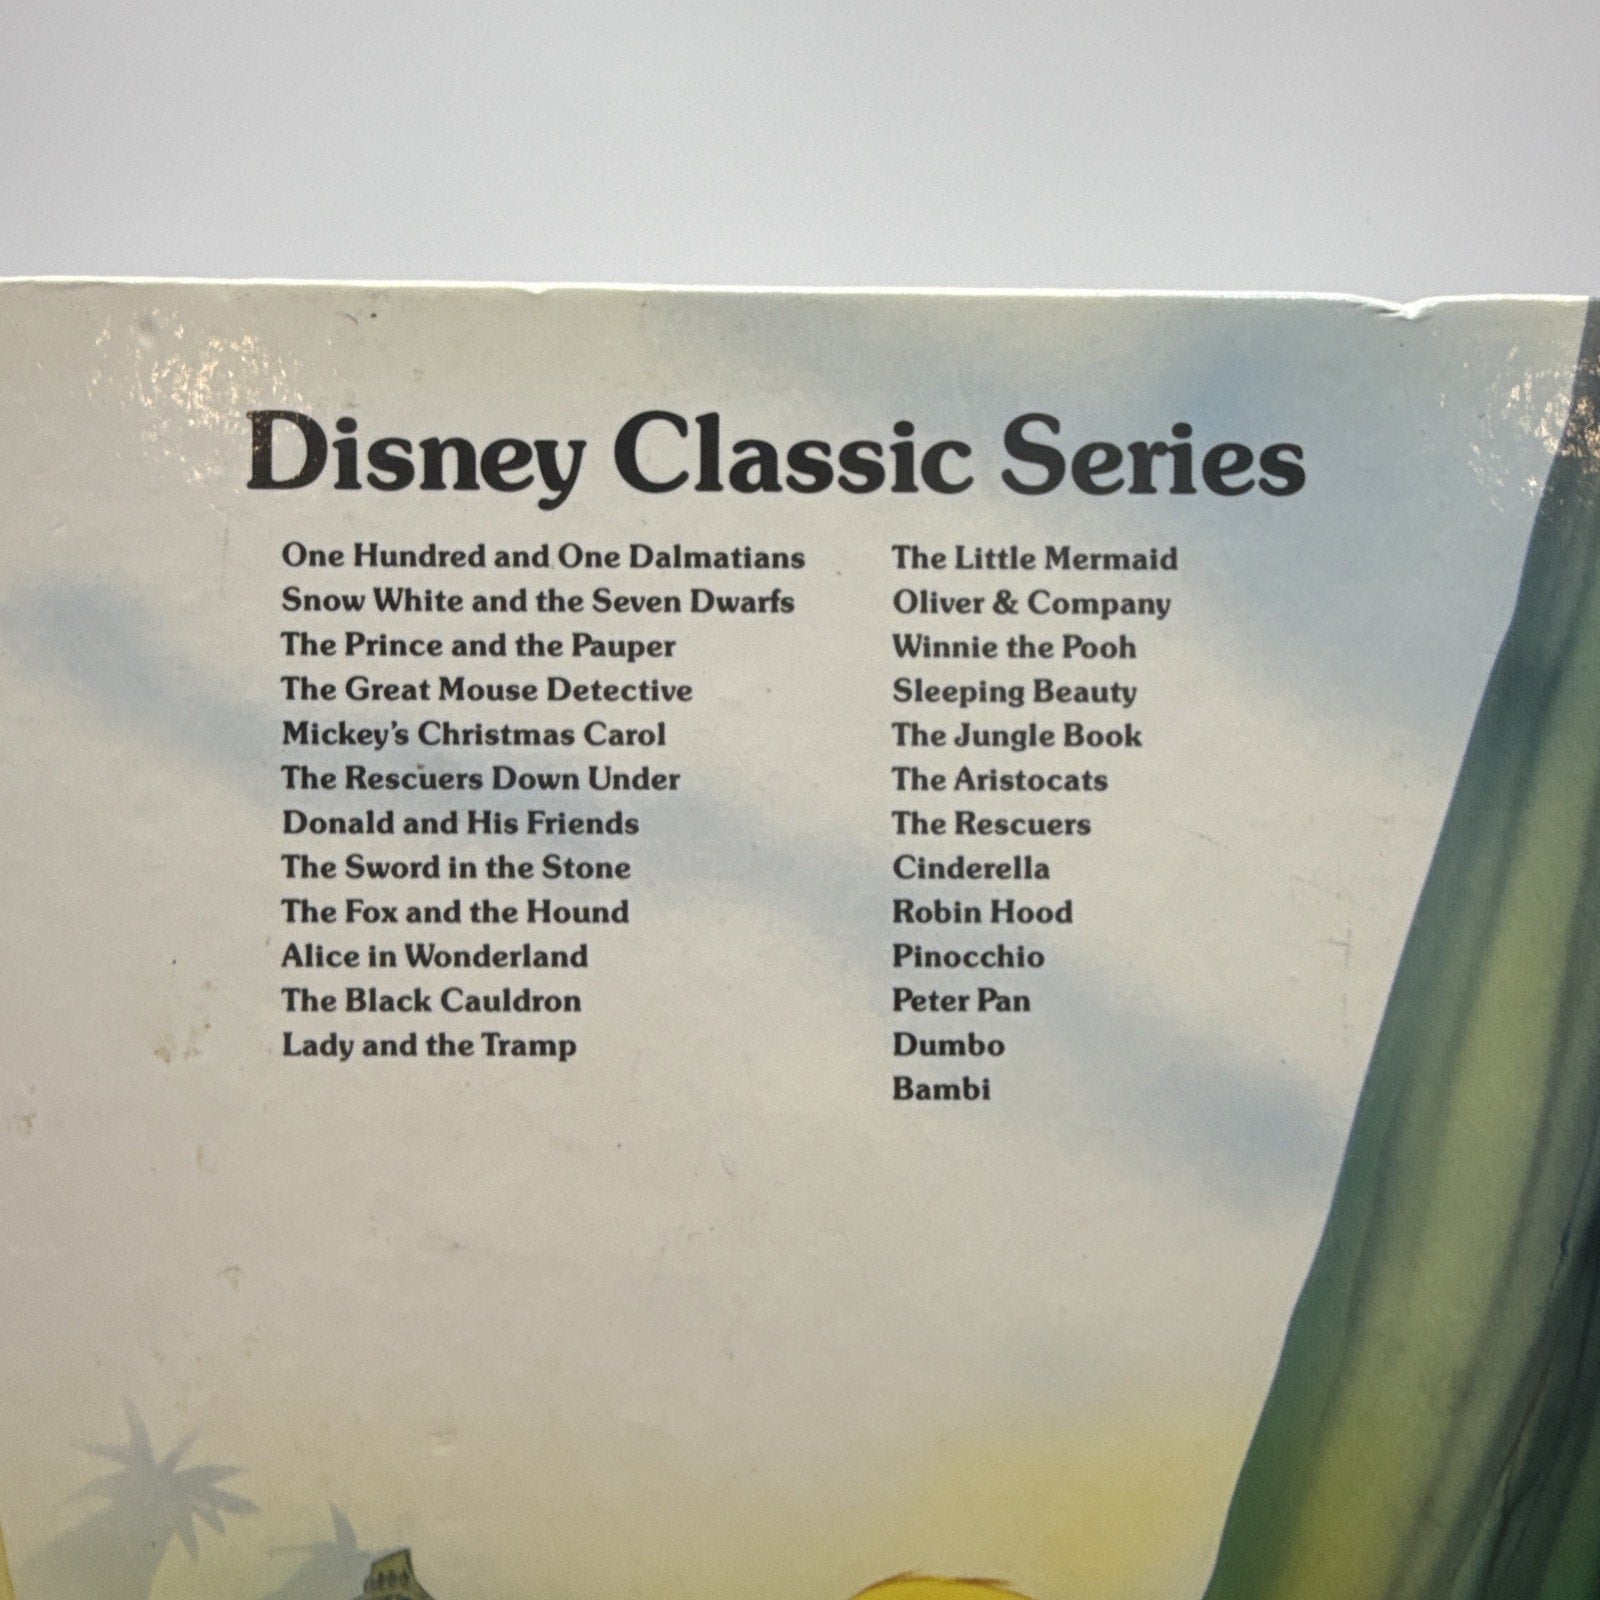 Disney Classic Series
One Hundred and One Dalmatians
Snow White and the Seven Dwarfs
The Prince and the Pauper
The Great Mouse Detective
Mickey's Christmas Carol
The Rescuers Down Under
Donald and His Friends
The Sword in the Stone
The Fox and the Hound
Alice in Wonderland
The Black Cauldron
Lady and the Tramp
The Little Mermaid
Oliver & Company
Winnie the Pooh
Sleeping Beauty
The Jungle Book
The Aristocats
The Rescuers
Cinderella
Robin Hood
Pinocchio
Peter Pan
Dumbo
Bambi